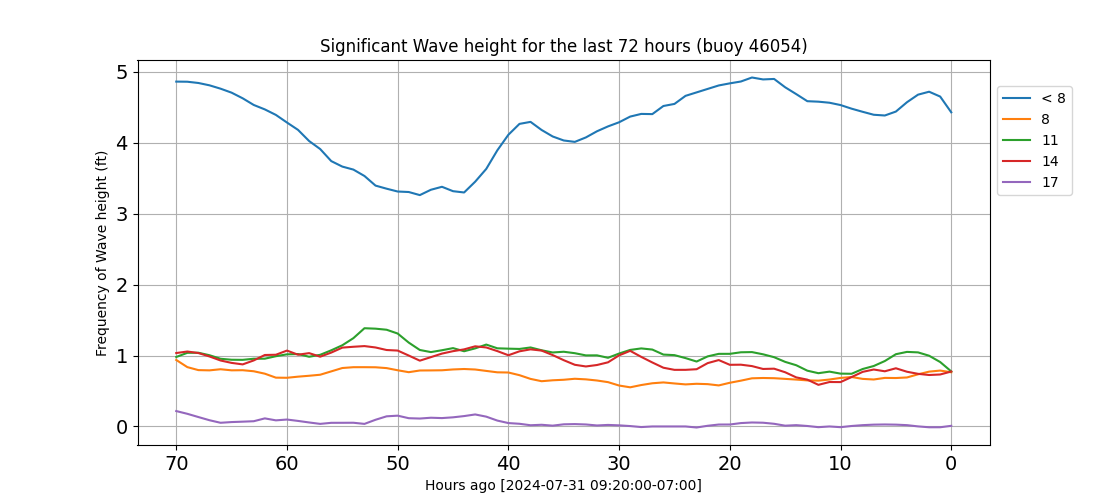 Significant Wave height for the last 72 hours (buoy 46054)
Frequency of Wave height (ft)
5
4
3
2
1
0
70 60 50 40 30 20 10 0
Hours ago [2024-07-31 09:20:00-07:00]
< 8
8
11
14
17